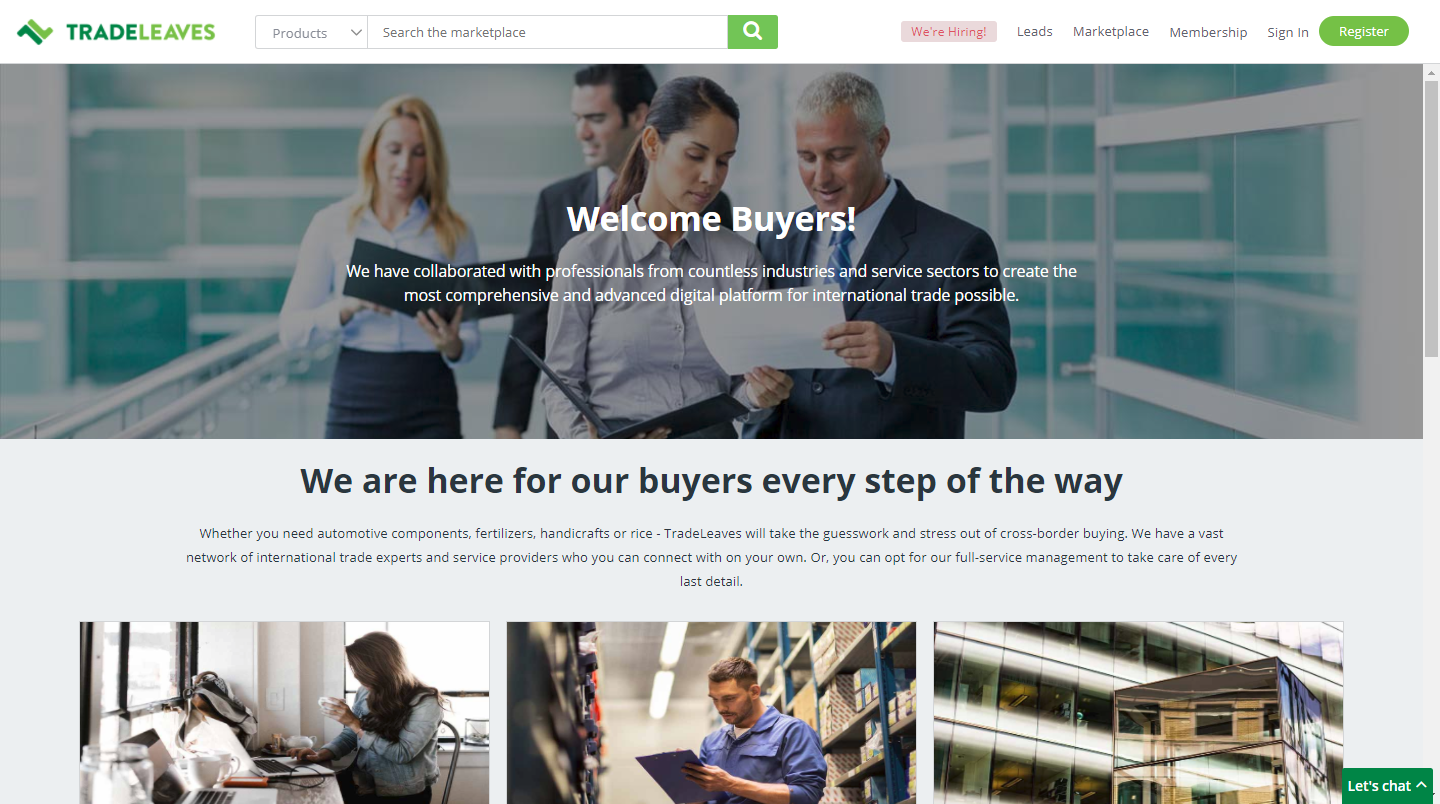 TRADELEAVES
Products
Search the marketplace
We're Hiring!
Leads
Marketplace
Membership
Sign In
Register
Welcome Buyers!
We have collaborated with professionals from countless industries and service sectors to create the
most comprehensive and advanced digital platform for international trade possible.
We are here for our buyers every step of the way
Whether you need automotive components, fertilizers, handicrafts or rice - TradeLeaves will take the guesswork and stress out of cross-border buying. We have a vast
network of international trade experts and service providers who you can connect with on your own. Or, you can opt for our full-service management to take care of every
last detail.
Let's chat